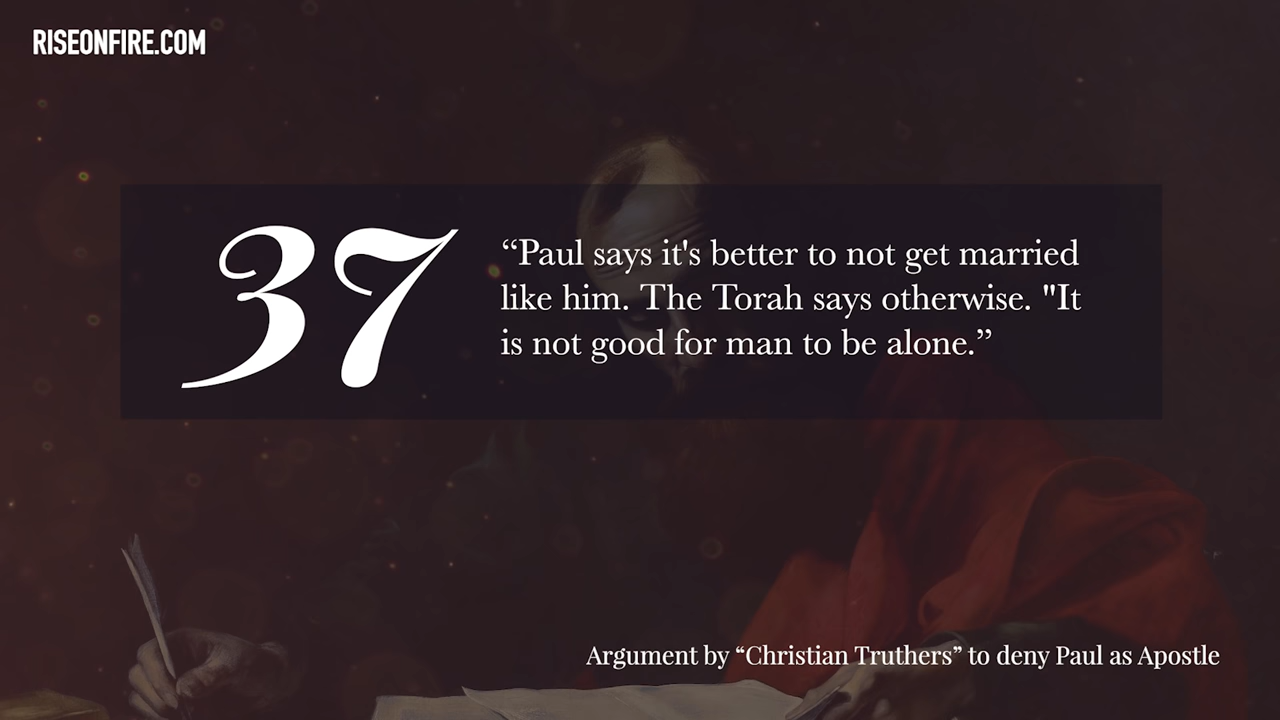 RISEONFIRE.COM
37
“Paul says it's better to not get married
like him. The Torah says otherwise. "It
is not good for man to be alone.”
Argument by “Christian Truthers” to deny Paul as Apostle